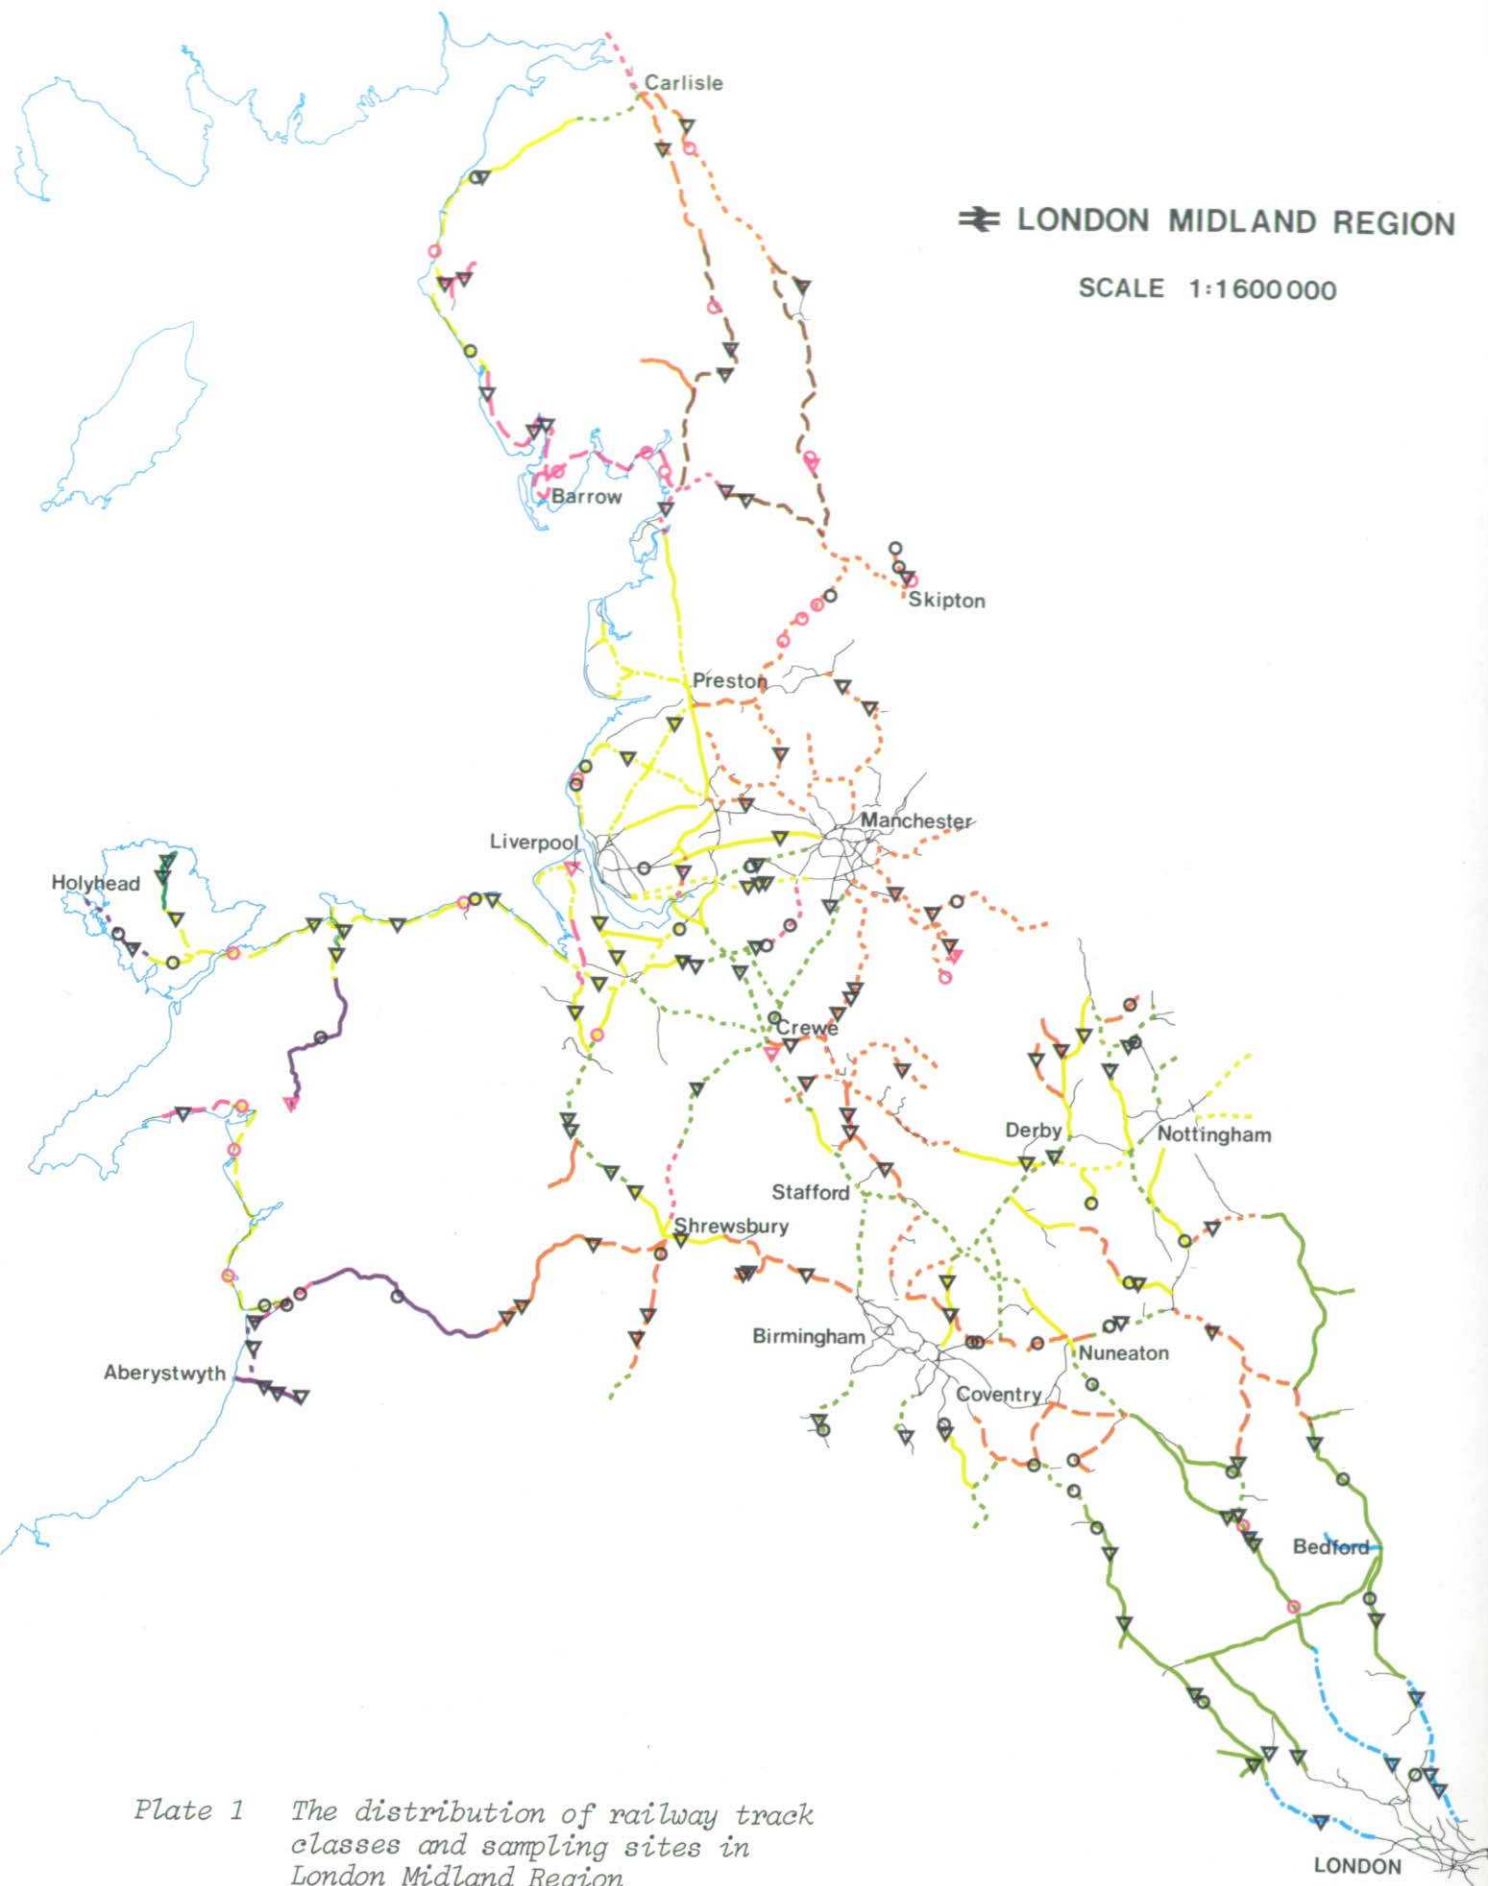 Carlisle
LONDON MIDLAND REGION
SCALE 1:1600000
Barrow
Skipton
Preston
Manchester
Liverpool
Holyhead
Crewe
Derby
Nottingham
Stafford
Shrewsbury
Birmingham
Nuneaton
Aberystwyth
Coventry
Bedford
Plate 1 The distribution of railway track
classes and sampling sites in
London Midland Region
LONDON